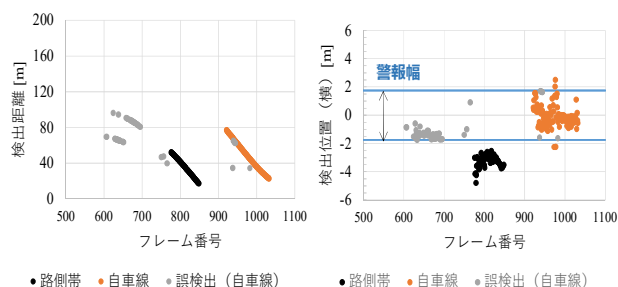 検出距離 [m]
200
160
120
80
40
0
500 600 700 800 900 1000 1100
フレーム番号
● 路側帯 ● 自車線 ● 誤検出（自車線）
検出位置（横）[m]
6
4
2
0
-2
-4
-6
警報幅
500 600 700 800 900 1000 1100
フレーム番号
● 路側帯 ● 自車線 ● 誤検出（自車線）